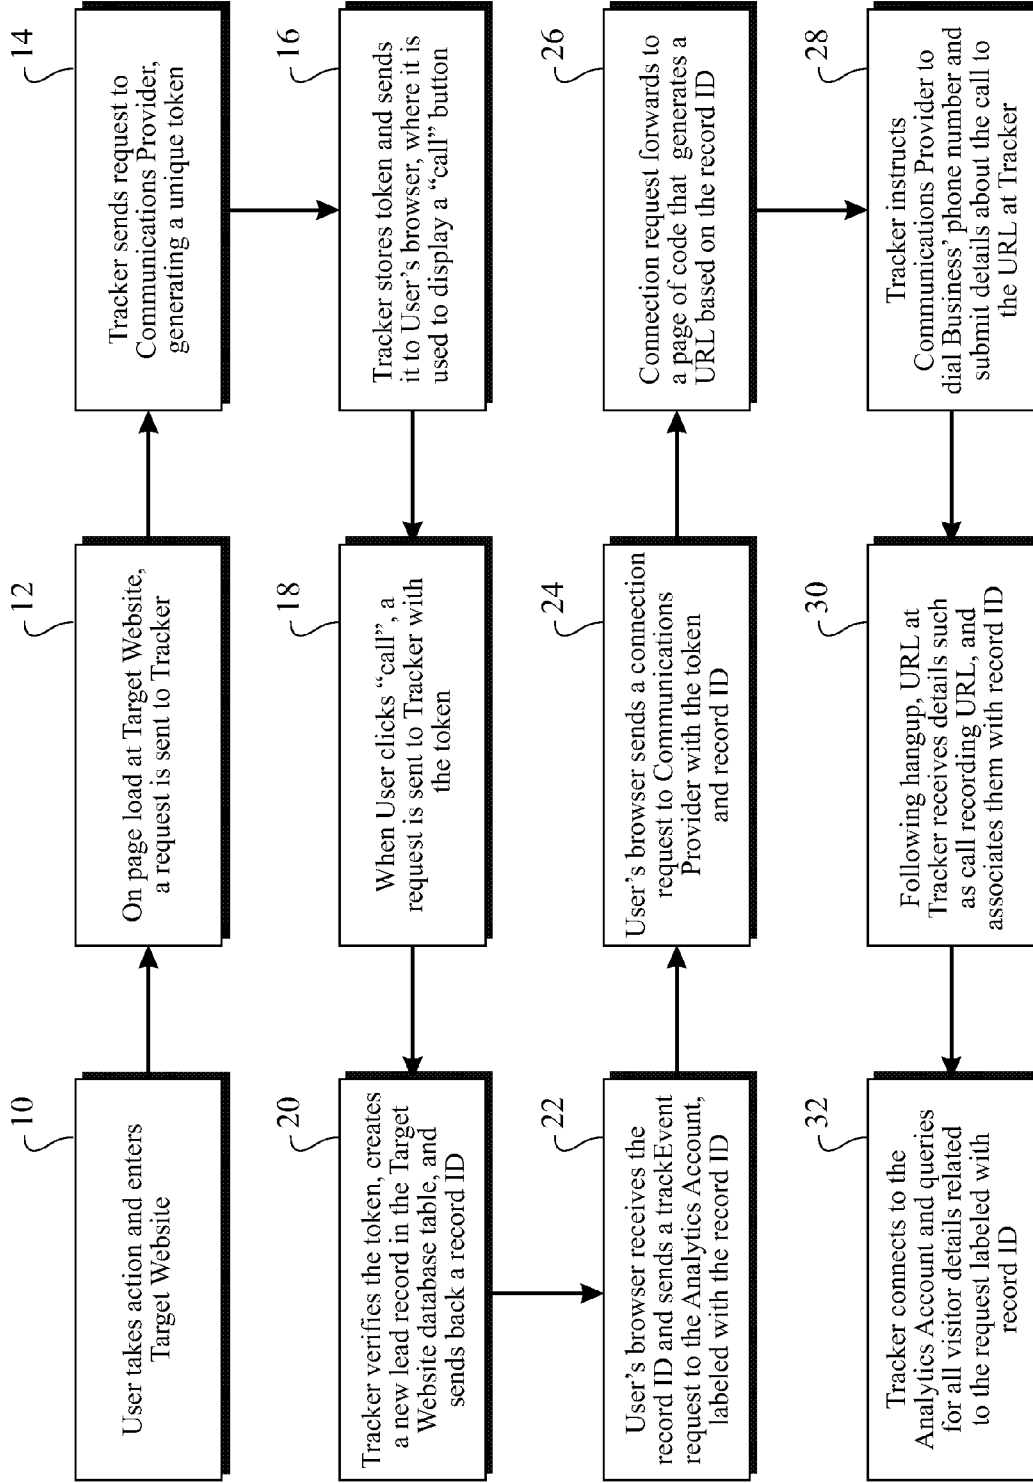 10
User takes action and enters
Target Website
12
On page load at Target Website,
a request is sent to Tracker
14
Tracker sends request to
Communications Provider,
generating a unique token
16
Tracker stores token and sends
it to User’s browser, where it is
used to display a “call” button
18
When User clicks “call”, a
request is sent to Tracker with
the token
20
Tracker verifies the token, creates
a new lead record in the Target
Website database table, and
sends back a record ID
22
User’s browser receives the
record ID and sends a trackEvent
request to the Analytics Account,
labeled with the record ID
24
User’s browser sends a connection
request to Communications
Provider with the token
and record ID
26
Connection request forwards to
a page of code that generates a
URL based on the record ID
28
Tracker instructs
Communications Provider to
dial Business’ phone number and
submit details about the call to
the URL at Tracker
30
Following hangup, URL at
Tracker receives details such
as call recording URL, and
associates them with record ID
32
Tracker connects to the
Analytics Account and queries
for all visitor details related
to the request labeled with
record ID